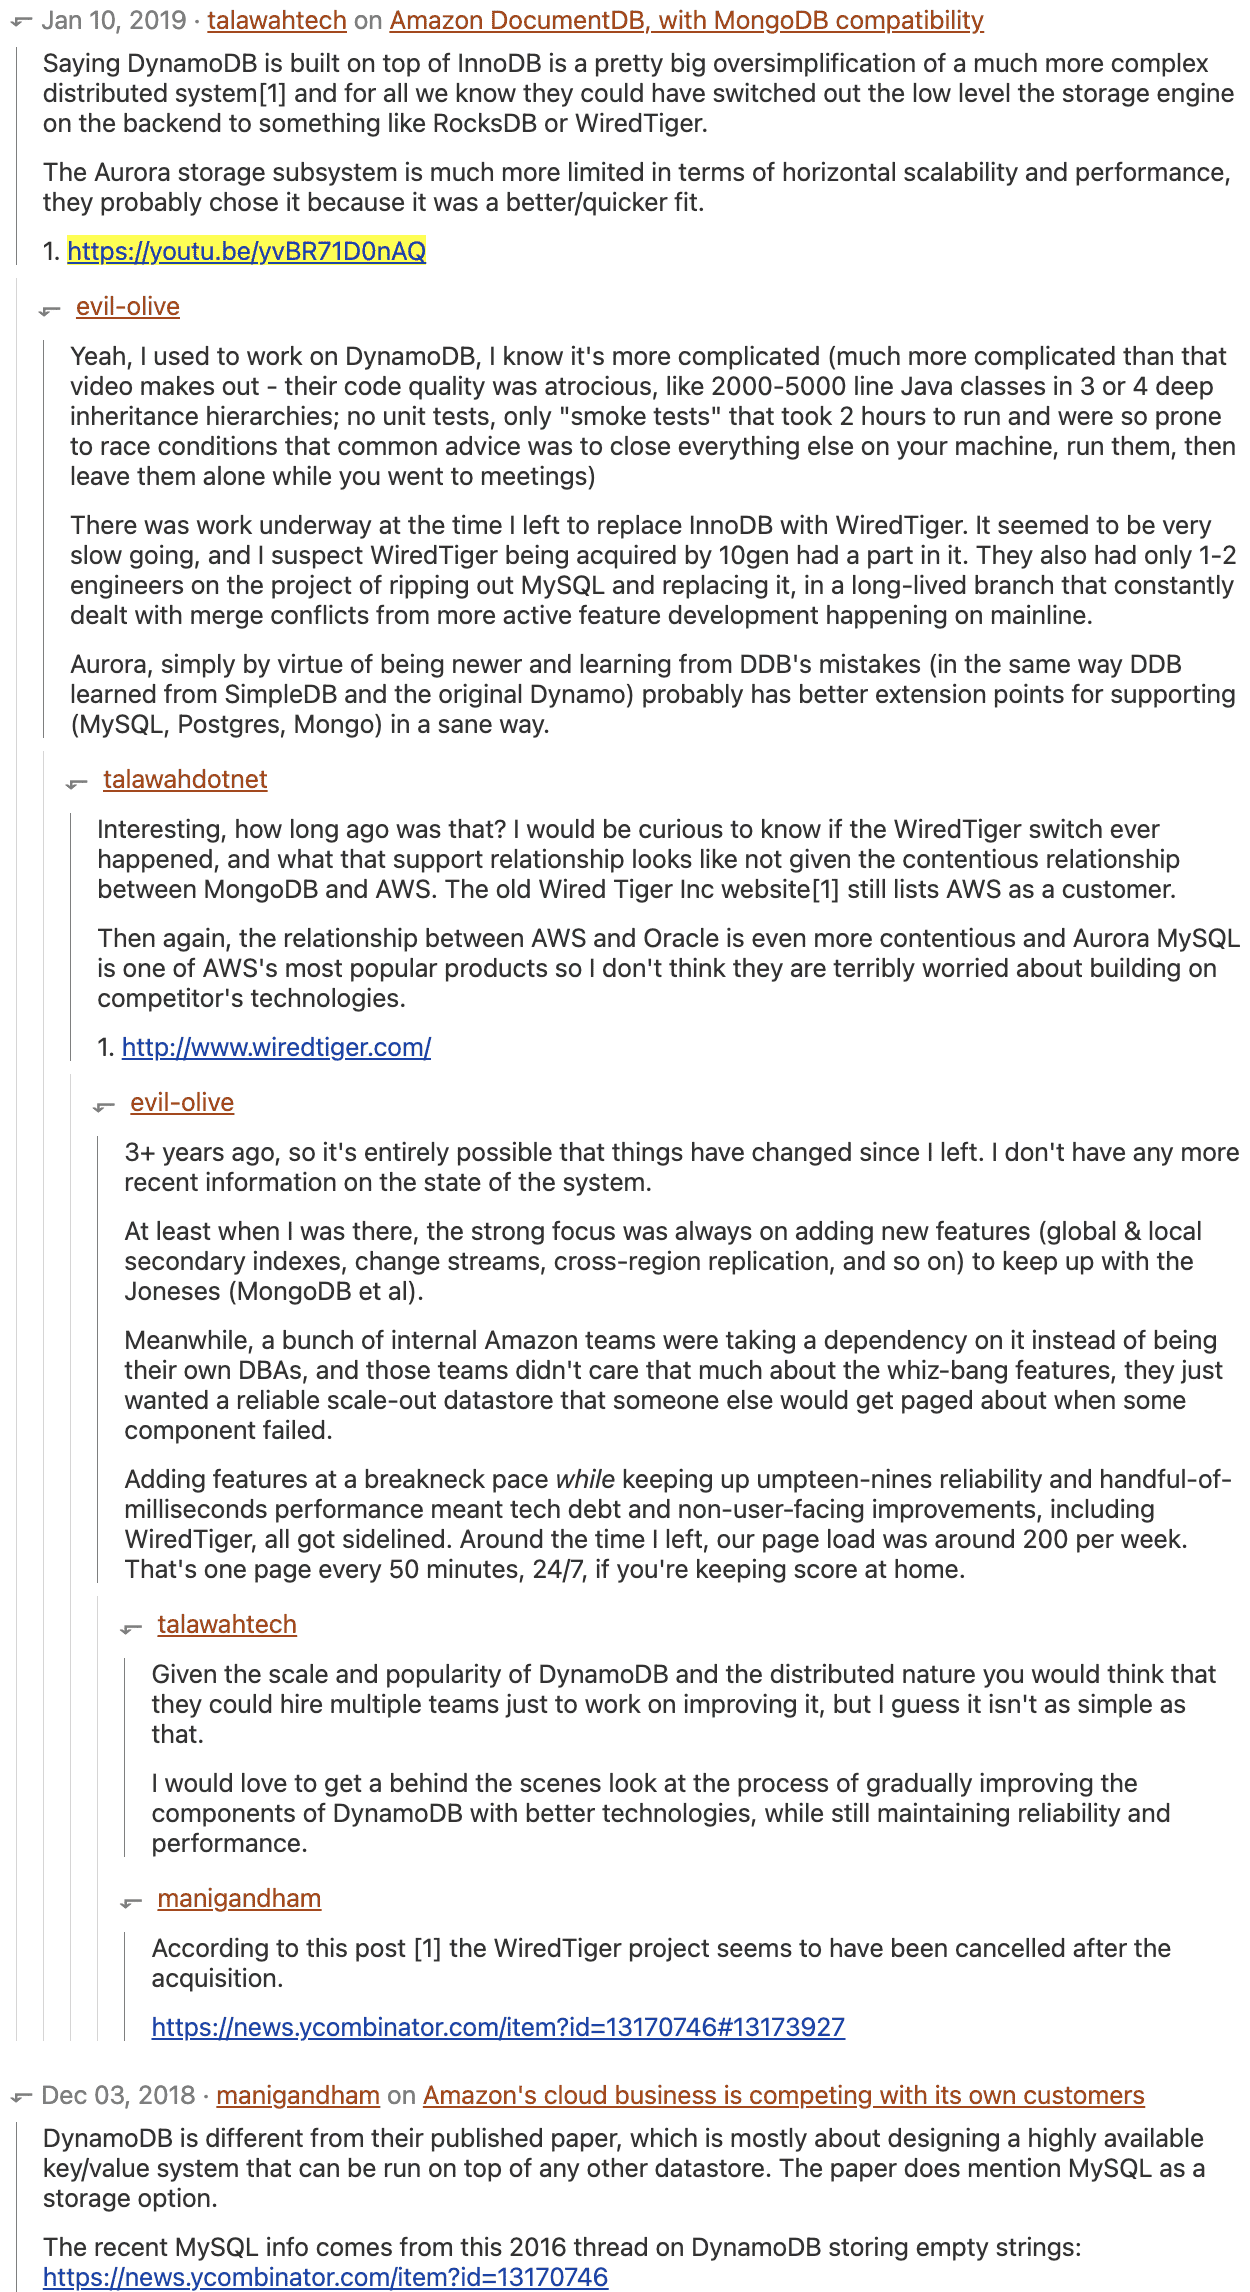 Jan 10, 2019 · talawahtech on Amazon DocumentDB, with MongoDB compatibility
Saying DynamoDB is built on top of InnoDB is a pretty big oversimplification of a much more complex
distributed system[1] and for all we know they could have switched out the low level the storage engine
on the backend to something like RocksDB or WiredTiger.
The Aurora storage subsystem is much more limited in terms of horizontal scalability and performance,
they probably chose it because it was a better/quicker fit.
1. https://youtu.be/yvBR71D0nAQ
evil-olive
Yeah, I used to work on DynamoDB, I know it's more complicated (much more complicated than that
video makes out - their code quality was atrocious, like 2000-5000 line Java classes in 3 or 4 deep
inheritance hierarchies; no unit tests, only "smoke tests" that took 2 hours to run and were so prone
to race conditions that common advice was to close everything else on your machine, run them, then
leave them alone while you went to meetings)
There was work underway at the time I left to replace InnoDB with WiredTiger. It seemed to be very
slow going, and I suspect WiredTiger being acquired by 10gen had a part in it. They also had only 1-2
engineers on the project of ripping out MySQL and replacing it, in a long-lived branch that constantly
dealt with merge conflicts from more active feature development happening on mainline.
Aurora, simply by virtue of being newer and learning from DDB's mistakes (in the same way DDB
learned from SimpleDB and the original Dynamo) probably has better extension points for supporting
(MySQL, Postgres, Mongo) in a sane way.
talawahdotnet
Interesting, how long ago was that? I would be curious to know if the WiredTiger switch ever
happened, and what that support relationship looks like not given the contentious relationship
between MongoDB and AWS. The old Wired Tiger Inc website[1] still lists AWS as a customer.
Then again, the relationship between AWS and Oracle is even more contentious and Aurora MySQL
is one of AWS's most popular products so I don't think they are terribly worried about building on
competitor's technologies.
1. http://www.wiredtiger.com/
evil-olive
3+ years ago, so it's entirely possible that things have changed since I left. I don't have any more
recent information on the state of the system.
At least when I was there, the strong focus was always on adding new features (global & local
secondary indexes, change streams, cross-region replication, and so on) to keep up with the
Joneses (MongoDB et al).
Meanwhile, a bunch of internal Amazon teams were taking a dependency on it instead of being
their own DBAs, and those teams didn't care that much about the whiz-bang features, they just
wanted a reliable scale-out datastore that someone else would get paged about when some
component failed.
Adding features at a breakneck pace while keeping up umpteen-nines reliability and handful-of-
milliseconds performance meant tech debt and non-user-facing improvements, including
WiredTiger, all got sidelined. Around the time I left, our page load was around 200 per week.
That's one page every 50 minutes, 24/7, if you're keeping score at home.
talawahtech
Given the scale and popularity of DynamoDB and the distributed nature you would think that
they could hire multiple teams just to work on improving it, but I guess it isn't as simple as
that.
I would love to get a behind the scenes look at the process of gradually improving the
components of DynamoDB with better technologies, while still maintaining reliability and
performance.
manigandham
According to this post [1] the WiredTiger project seems to have been cancelled after the
acquisition.
https://news.ycombinator.com/item?id=13170746#13173927
Dec 03, 2018 · manigandham on Amazon's cloud business is competing with its own customers
DynamoDB is different from their published paper, which is mostly about designing a highly available
key/value system that can be run on top of any other datastore. The paper does mention MySQL as a
storage option.
The recent MySQL info comes from this 2016 thread on DynamoDB storing empty strings:
https://news.ycombinator.com/item?id=13170746